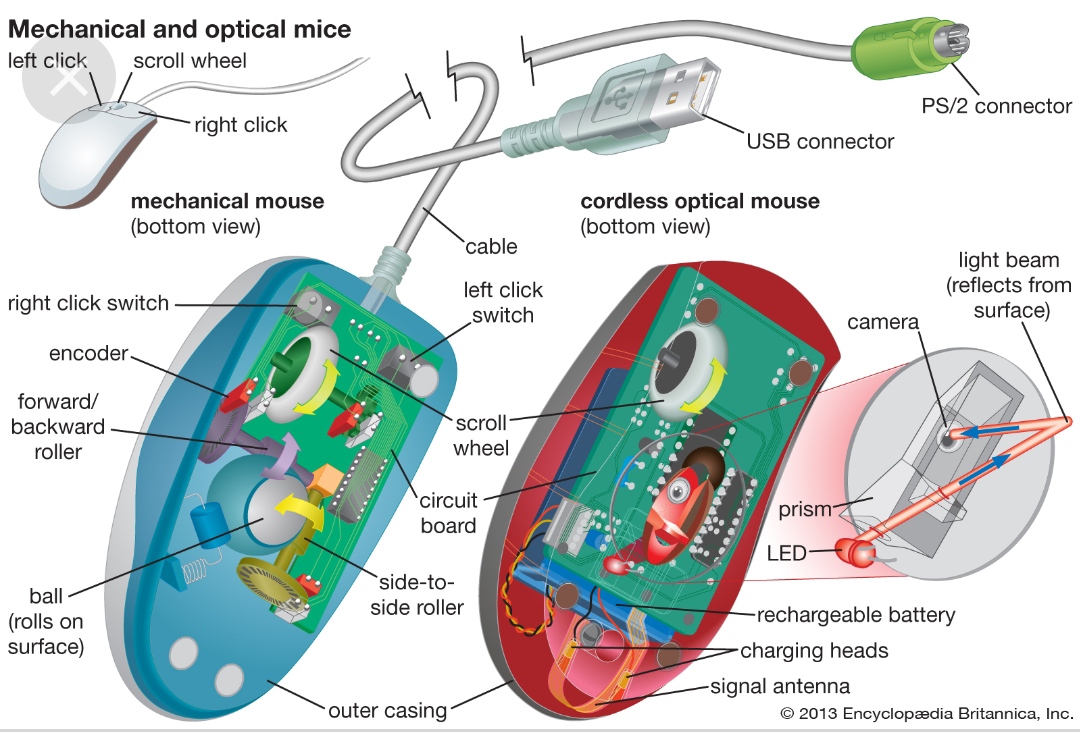 Mechanical and optical mice
left click
scroll wheel
right click
PS/2 connector
USB connector
mechanical mouse
(bottom view)
cordless optical mouse
(bottom view)
cable
right click switch
left click
switch
encoder
forward/
backward
roller
scroll
wheel
circuit
board
ball
(rolls on
surface)
side-to-
side roller
outer casing
light beam
(reflects from
surface)
camera
prism
LED
rechargeable battery
charging heads
signal antenna
© 2013 Encyclopædia Britannica, Inc.